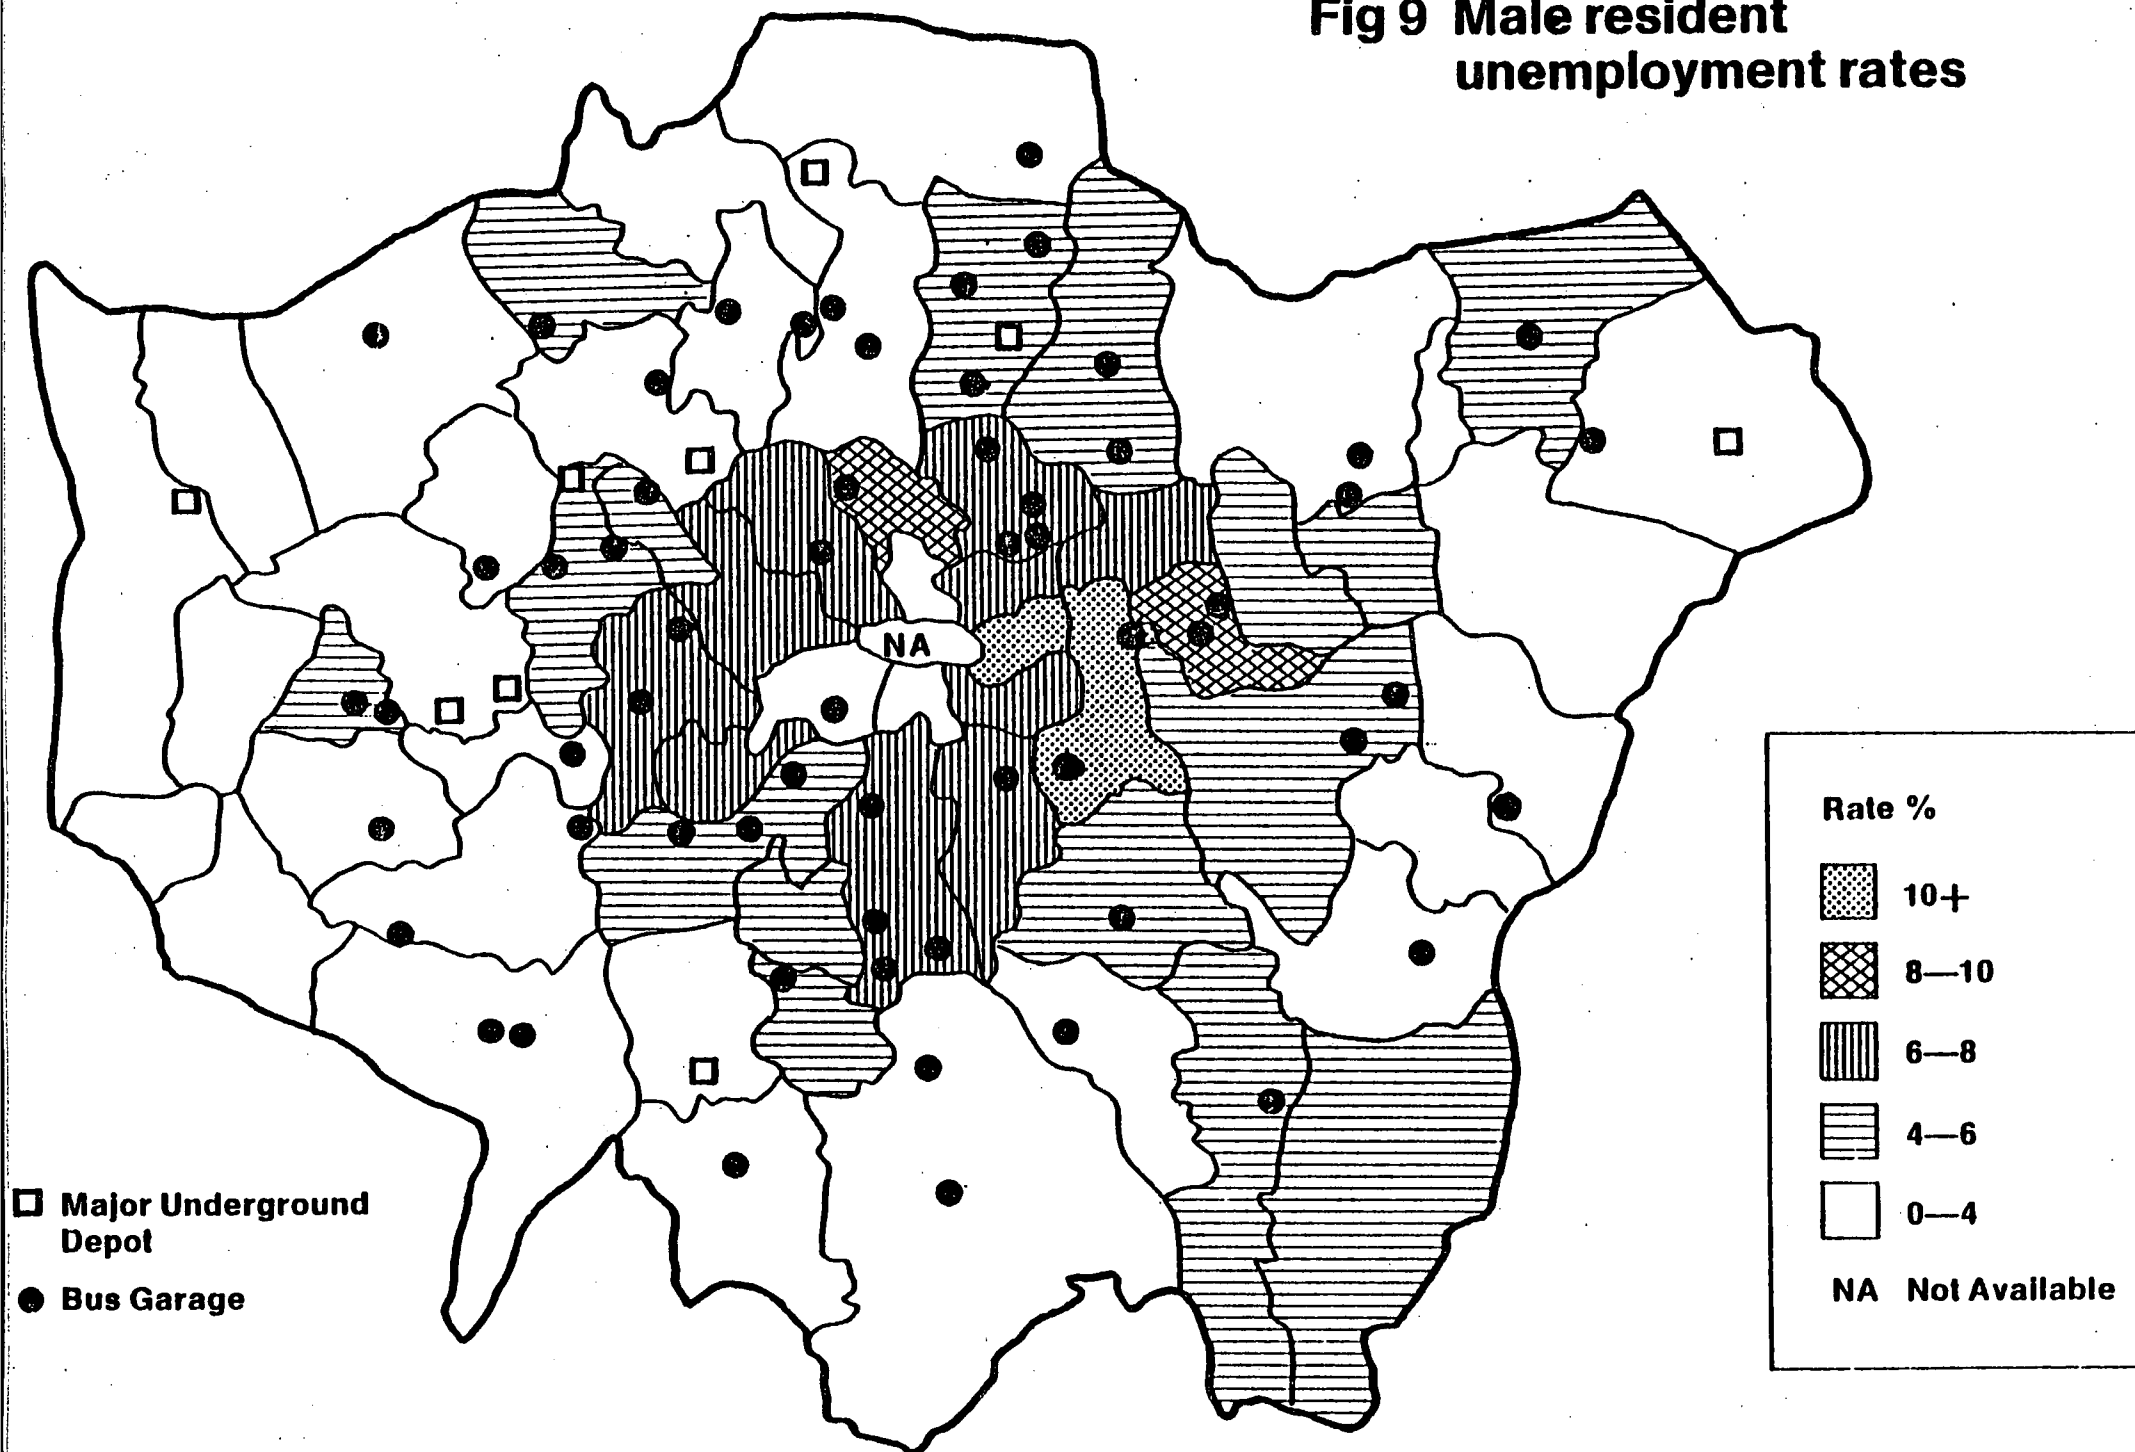 Fig 9 Male resident
unemployment rates
NA
Rate %
10+
8—10
6—8
4—6
0—4
NA Not Available
Major Underground
Depot
Bus Garage